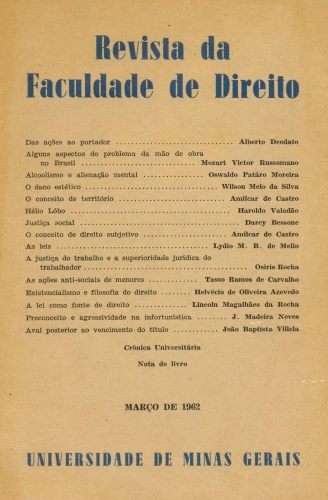 Revista da
Faculdade de Direito
Das ações ao portador .............................. Alberto Deodato
Alguns aspectos do problema da mão de obra
no Brasil ............................ Mozart Victor Russomano
Alcoolismo e alienação mental ........ Oswaldo Patáro Moreira
O dano estético ........................... Wilson Melo da Silva
O conceito de território ..................... Amilcar de Castro
Hélio Lôbo ................................. Haroldo Valadão
Justiça social ................................. Darcy Bessone
O conceito de direito subjetivo .............. Amilcar de Castro
As leis ................................. Lydio M. B. de Mello
A justiça do trabalho e a superioridade jurídica do
trabalhador ................................. Osiris Rocha
As ações anti-sociais de menores .......... Tasso Ramos de Carvalho
Existencialismo e filosofia do direito ....... Helvécio de Oliveira Azevedo
A lei como fonte de direito ............ Lincoln Magalhães da Rocha
Preconceito e agressividade na infortunística ........ J. Madeira Neves
Aval posterior ao vencimento do título ....... João Baptista Villela
Crônica Universitária
Nota de livro
MARÇO DE 1962
UNIVERSIDADE DE MINAS GERAIS